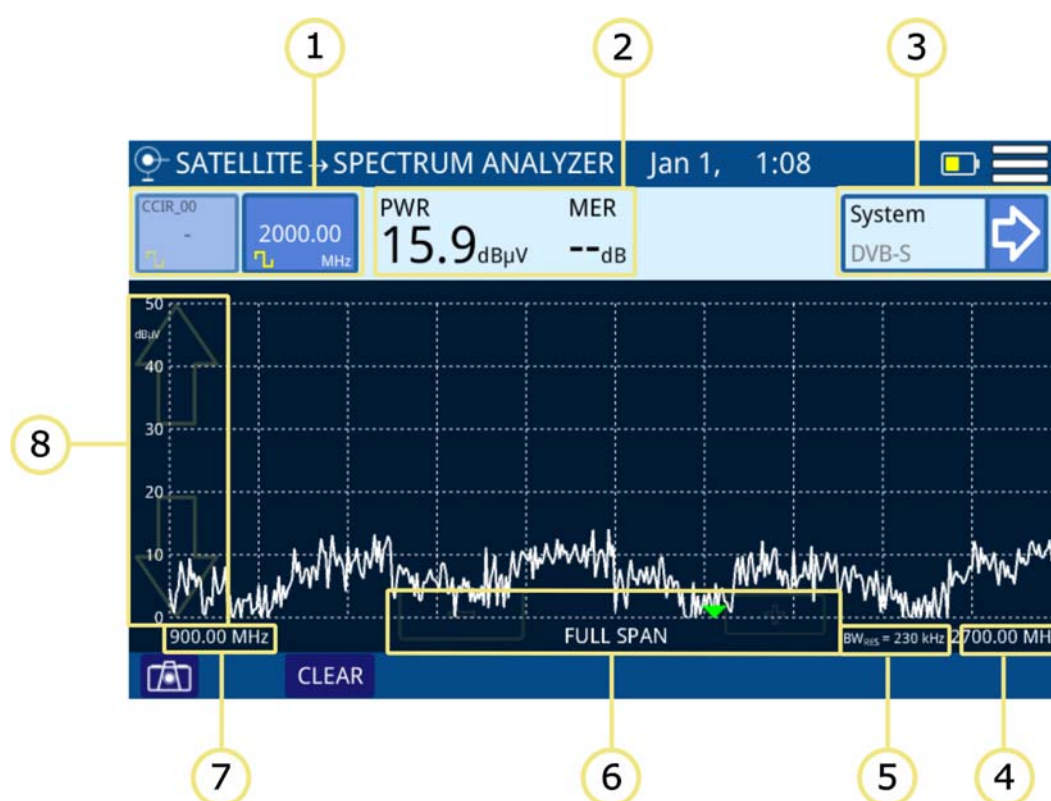 1 2 3
SATELLITE→SPECTRUM ANALYZER Jan 1, 1:08
CCIR_00
-
2000.00
MHz
PWR MER
15.9 dBµV --dB
System
DVB-S
50
dBµV
40
30
20
10
0
8
- +
900.00 MHz FULL SPAN BWRES = 230 kHz 2700.00 MH
CLEAR
7 6 5 4